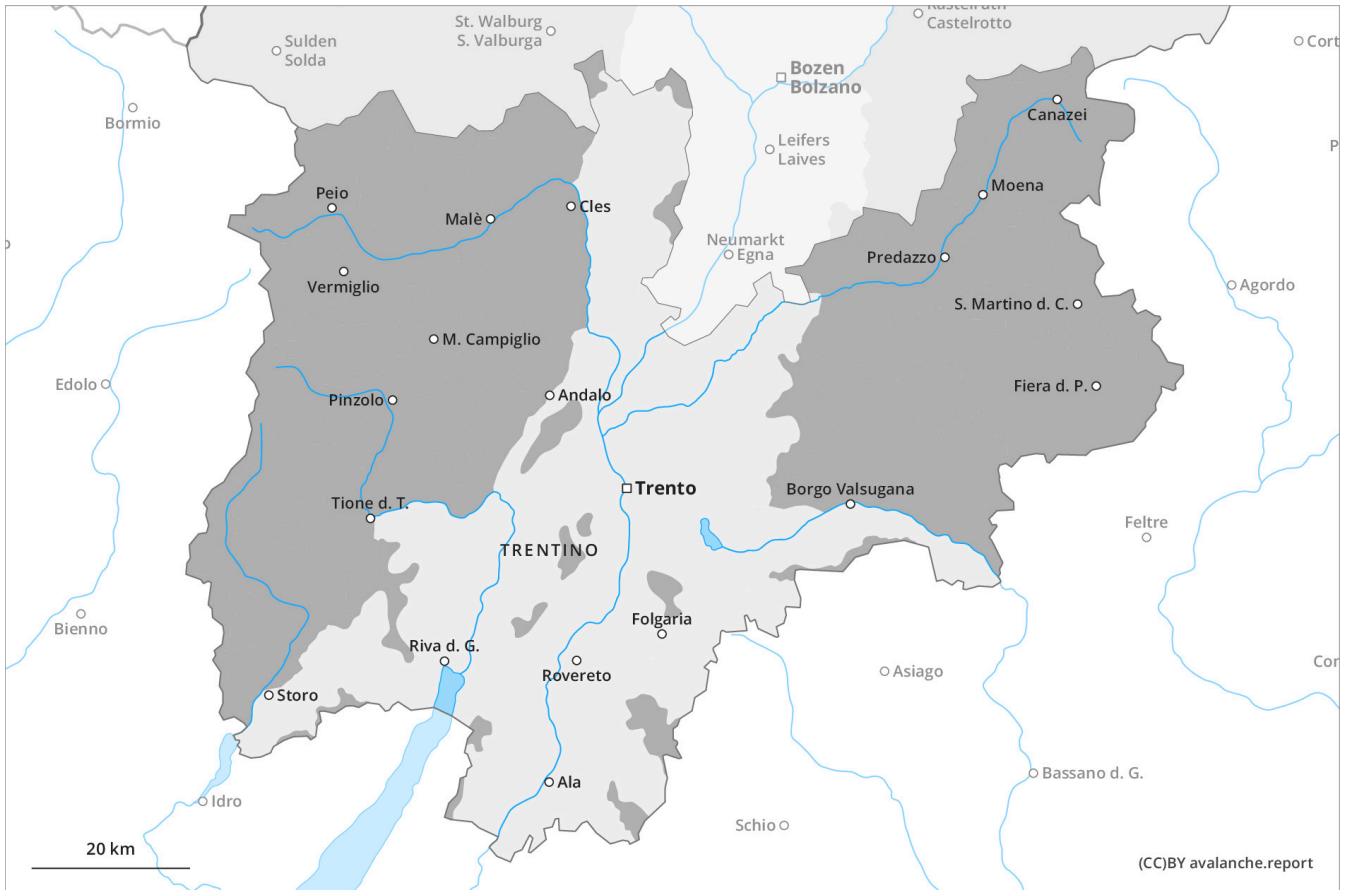 Kastelruth
Castelrotto
St. Walburg
S. Valburga
Sulden
Solda
Cort
Bozen
Bolzano
Bormio
Canazei
Leifers
Laives
P
Moena
Peio
Cles
Malè
Neumarkt
Egna
Predazzo
Vermiglio
Agordo
S. Martino d. C.
M. Campiglio
Edolo
Fiera d. P.
Andalo
Pinzolo
Trento
Borgo Valsugana
Tione d. T.
Feltre
TRENTINO
Bienno
Folgaria
Riva d. G.
Rovereto
Asiago
Cor
Storo
Ala
Bassano d. G.
Idro
Schio
20 km
(CC)BY avalanche.report